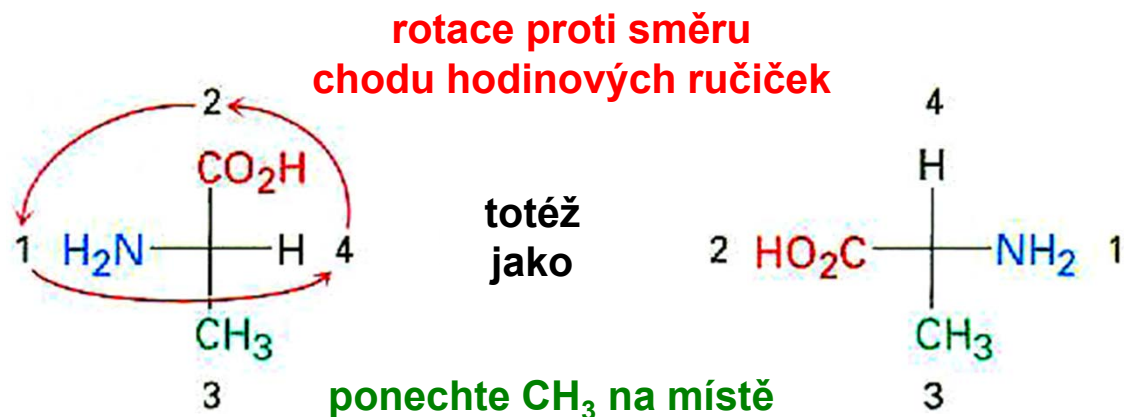 rotace proti směru
chodu hodinových ručiček
2
CO₂H
1 H₂N H 4
CH₃
3
totéž
jako
4
H
2 HO₂C NH₂ 1
CH₃
3
ponechte CH₃ na místě